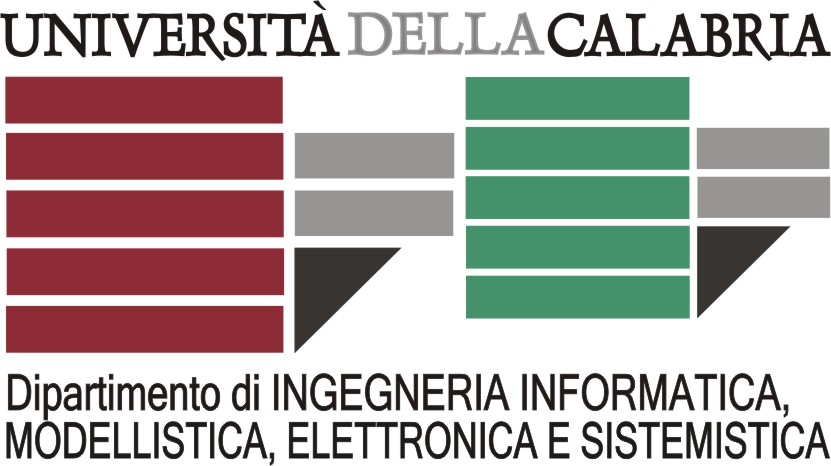 UNIVERSITÀ DELLA CALABRIA
Dipartimento di INGEGNERIA INFORMATICA,
MODELLISTICA, ELETTRONICA E SISTEMISTICA